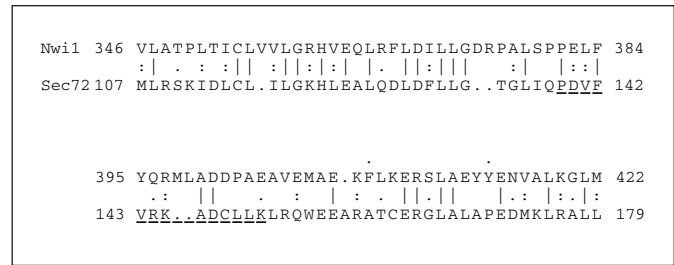 Nwi1 346 VLATPLTICLVVLGRHVEQLRFLDILLGDRPALSPPELF 384
:| . : :|| :||:|:| |. ||:||| :| |::|
Sec72 107 MLRSKIDLCL.ILGKHLEALQDLDFLLG..TGLIQPDVF 142
. .
395 YQRMLADDPAEAVEMAE.KFLKERSLAEYYENVALKGLM 422
.: || . : | : . ||.|| |.: |:.|:
143 VRK..ADCLLKLRQWEEARATCERGLALAPEDMKLRALL 179